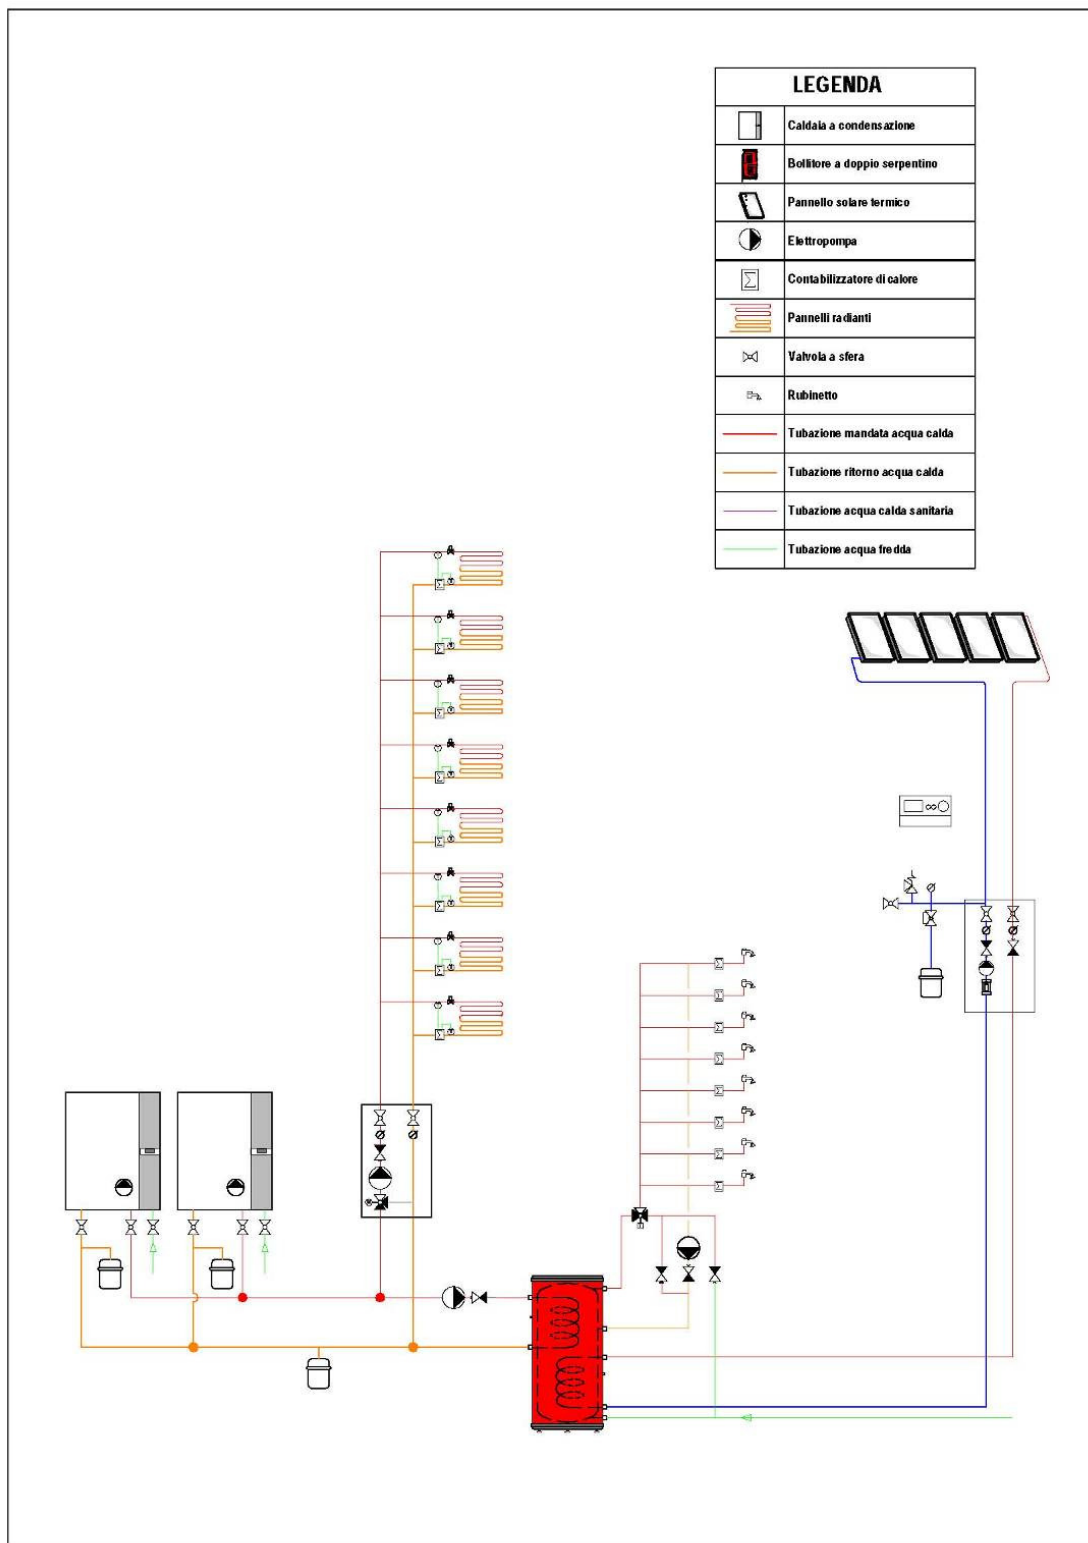 LEGENDA
Caldaia a condensazione
Bollitore a doppio serpentino
Pannello solare termico
Elettropompa
Contabilizzatore di calore
Pannelli radianti
Valvola a sfera
Rubinetto
Tubazione mandata acqua calda
Tubazione ritorno acqua calda
Tubazione acqua calda sanitaria
Tubazione acqua fredda